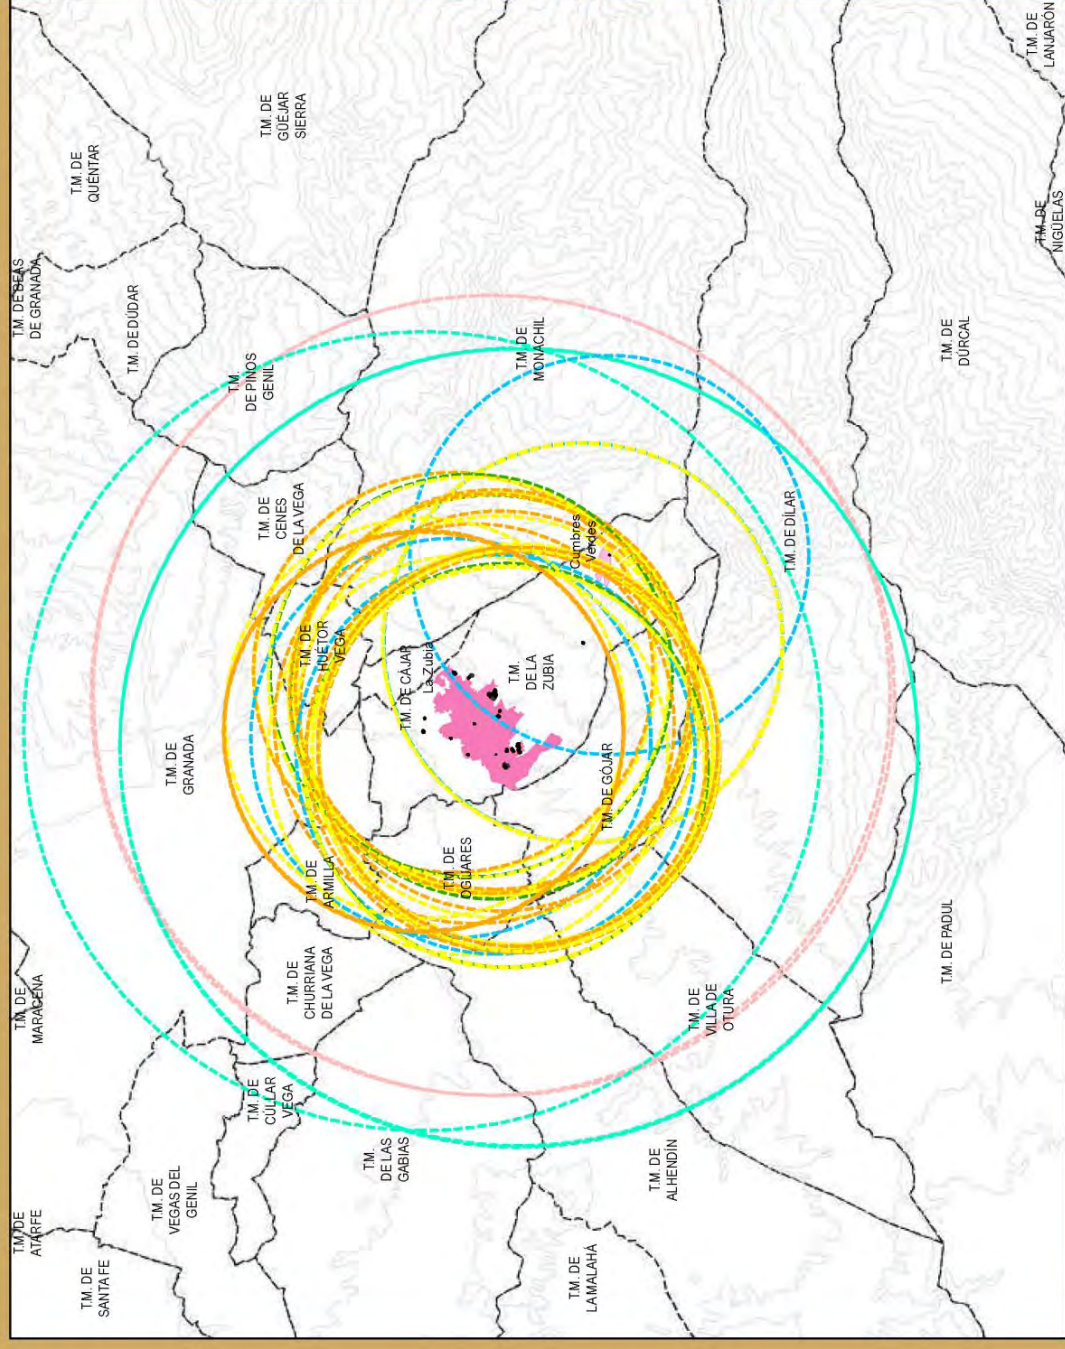 T.M. DE
ATARFE
T.M. DE
SANTA FE
T.M. DE
VEGAS DEL
GENIL
T.M. DE
MARACENA
T.M. DE
CÚLLAR
VEGA
T.M.
DE LAS
GABIAS
T.M. DE
LA MALAHÁ
T.M. DE
ALHENDÍN
T.M. DE
CHURRIANA
DE LA VEGA
T.M. DE
VILLA DE
OTURA
T.M. DE PADUL
T.M. DE
ARMILLA
T.M. DE
OGÍJARES
T.M. DE
GRANADA
T.M. DE GÓJAR
T.M. DE CÁJAR
La Zubia
T.M.
DE LA
ZUBIA
T.M. DE
HUÉTOR
VEGA
Cumbres
Verdes
T.M. DE DÍLAR
T.M. DE
CENES
DE LA VEGA
T.M.
DE PINOS
GENIL
T.M. DE
MONACHIL
T.M. DE
DÚRCAL
T.M. DE DÚDAR
T.M. DE BEAS
DE GRANADA
T.M. DE
QUÉNTAR
T.M. DE
GÜÉJAR
SIERRA
T.M. DE
NIGÜELAS
T.M. DE
LANJARÓN